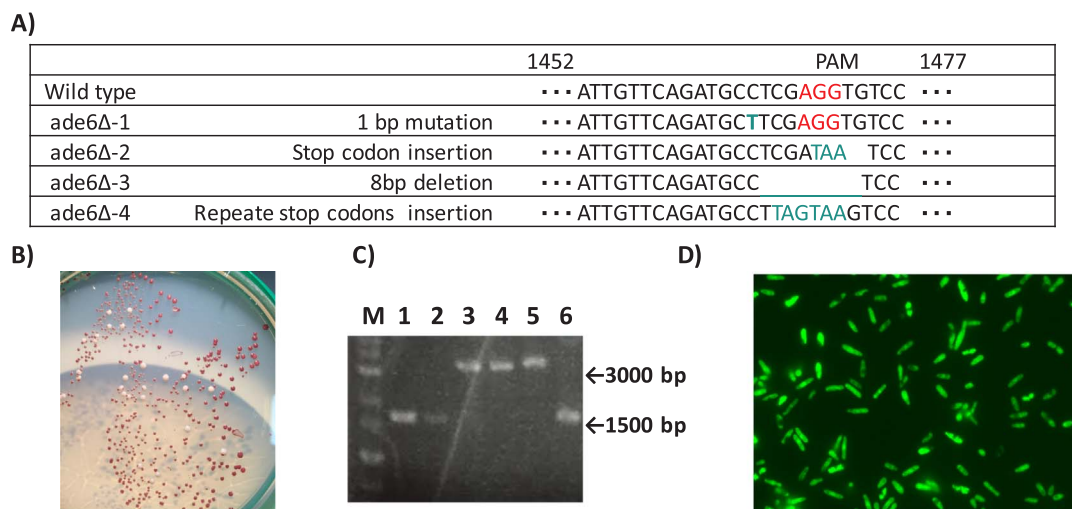 A)
1452 PAM 1477
Wild type ··· ATTGTTCAGATGCCTCGAGGTGTCC ···
ade6Δ-1 1 bp mutation ··· ATTGTTCAGATGCTTCGAGGTGTCC ···
ade6Δ-2 Stop codon insertion ··· ATTGTTCAGATGCCTCGATAA TCC ···
ade6Δ-3 8bp deletion ··· ATTGTTCAGATGCC TCC ···
ade6Δ-4 Repeat stop codons insertion ··· ATTGTTCAGATGCCTTAGTAAGTCC ···
B) C) D)
M 1 2 3 4 5 6
←3000 bp
←1500 bp